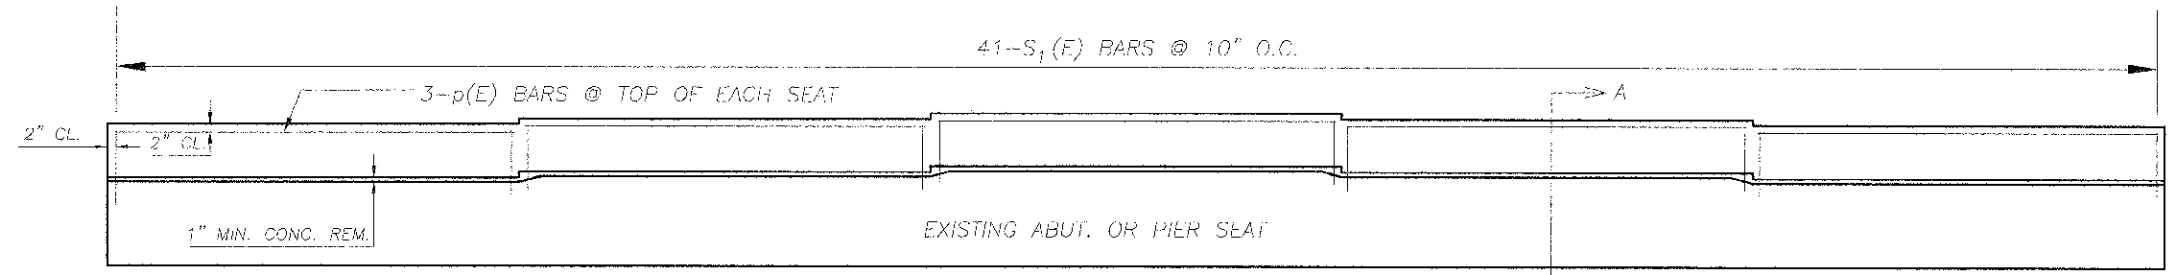 41-S₁(E) BARS @ 10" O.C.
3-p(E) BARS @ TOP OF EACH SEAT
A
2" CL.
2" CL.
1" MIN. CONC. REM.
EXISTING ABUT. OR PIER SEAT